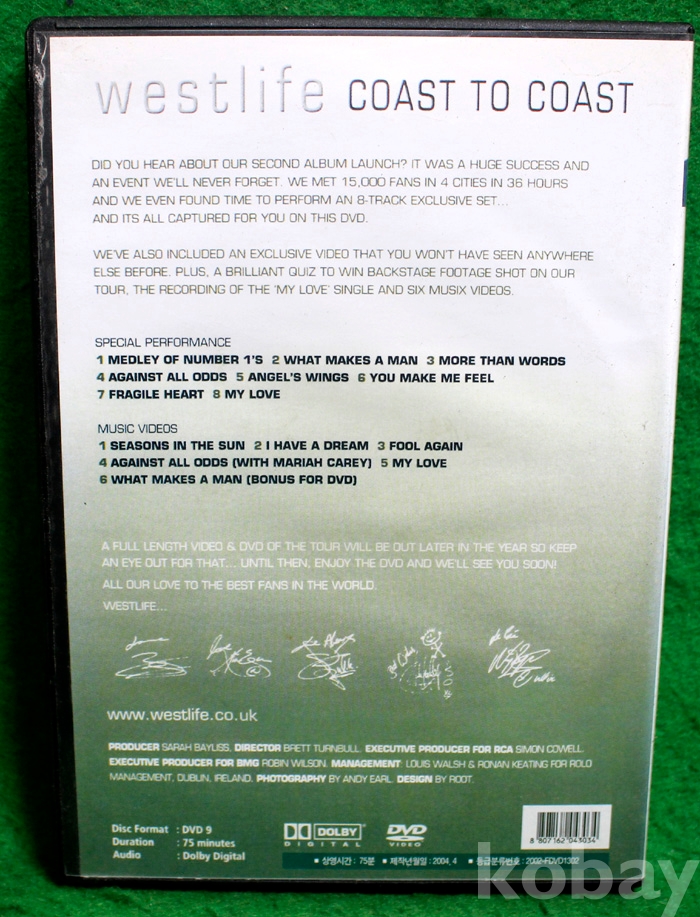 westlife COAST TO COAST
DID YOU HEAR ABOUT OUR SECOND ALBUM LAUNCH? IT WAS A HUGE SUCCESS AND
AN EVENT WE'LL NEVER FORGET. WE MET 15,000 FANS IN 4 CITIES IN 36 HOURS
AND WE EVEN FOUND TIME TO PERFORM AN 8-TRACK EXCLUSIVE SET...
AND ITS ALL CAPTURED FOR YOU ON THIS DVD.
WE'VE ALSO INCLUDED AN EXCLUSIVE VIDEO THAT YOU WON'T HAVE SEEN ANYWHERE
ELSE BEFORE. PLUS, A BRILLIANT QUIZ TO WIN BACKSTAGE FOOTAGE SHOT ON OUR
TOUR, THE RECORDING OF THE 'MY LOVE' SINGLE AND SIX MUSIX VIDEOS.
SPECIAL PERFORMANCE
1 MEDLEY OF NUMBER 1'S 2 WHAT MAKES A MAN 3 MORE THAN WORDS
4 AGAINST ALL ODDS 5 ANGEL'S WINGS 6 YOU MAKE ME FEEL
7 FRAGILE HEART 8 MY LOVE
MUSIC VIDEOS
1 SEASONS IN THE SUN 2 I HAVE A DREAM 3 FOOL AGAIN
4 AGAINST ALL ODDS (WITH MARIAH CAREY) 5 MY LOVE
6 WHAT MAKES A MAN (BONUS FOR DVD)
A FULL LENGTH VIDEO & DVD OF THE TOUR WILL BE OUT LATER IN THE YEAR SO KEEP
AN EYE OUT FOR THAT... UNTIL THEN, ENJOY THE DVD AND WE'LL SEE YOU SOON!
ALL OUR LOVE TO THE BEST FANS IN THE WORLD.
WESTLIFE...
www.westlife.co.uk
PRODUCER SARAH BAYLISS. DIRECTOR BRETT TURNBULL. EXECUTIVE PRODUCER FOR RCA SIMON COWELL.
EXECUTIVE PRODUCER FOR BMG ROBIN WILSON. MANAGEMENT: LOUIS WALSH & RONAN KEATING FOR ROLO
MANAGEMENT, DUBLIN, IRELAND. PHOTOGRAPHY BY ANDY EARL. DESIGN BY ROOT.
Disc Format : DVD 9
Duration : 75 minutes
Audio : Dolby Digital
DOLBY
DIGITAL
DVD
VIDEO
8 807162 043034
▪ 상영시간 : 75분 ▪ 제작년월일 : 2004_4 ▪ 등급분류번호 : 2002-FDVD1302
kobay